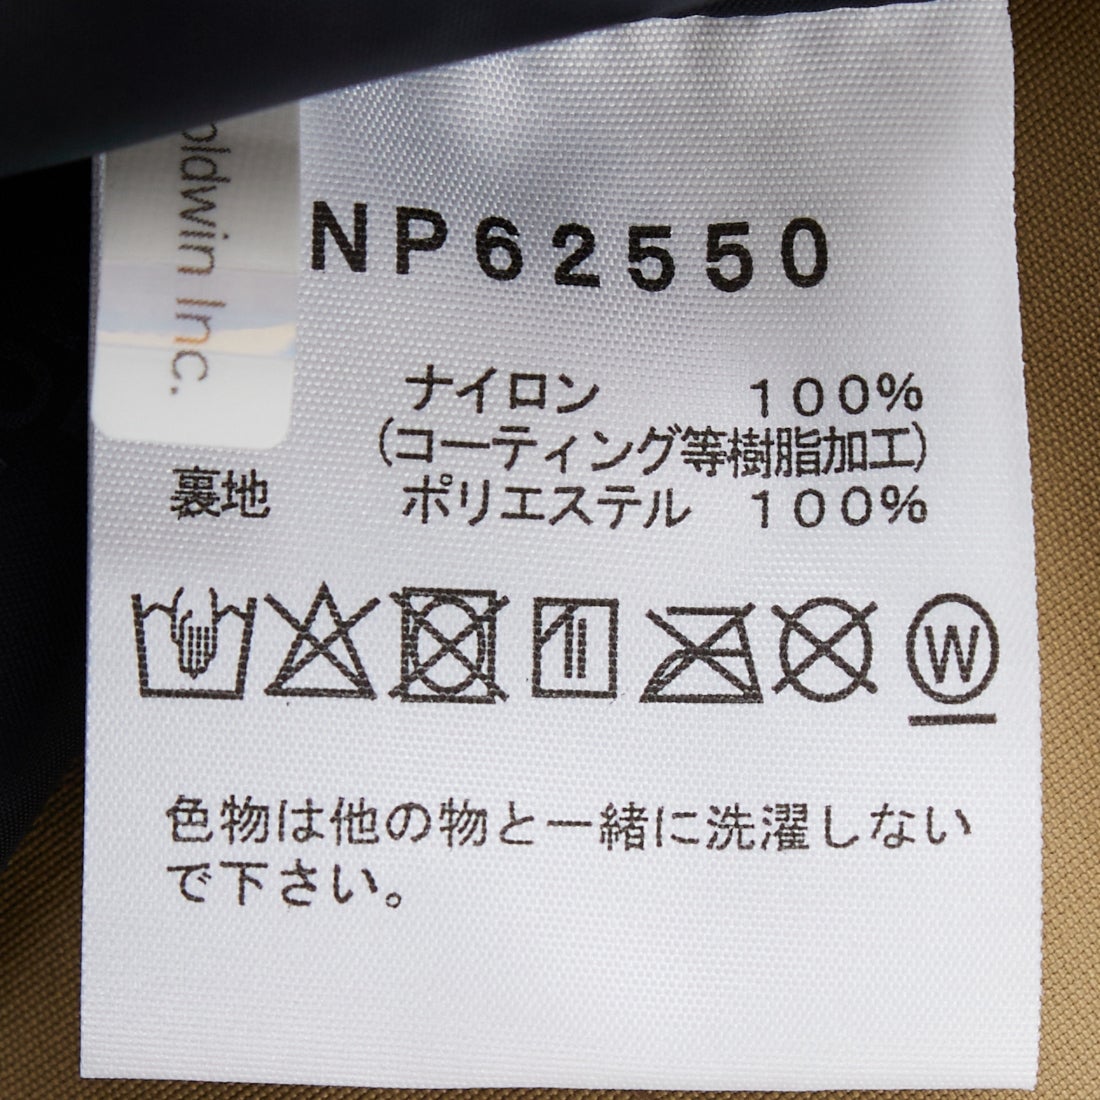 oldwin Inc.
NP62550
ナイロン 100%
(コーティング等樹脂加工)
裏地 ポリエステル 100%
W
色物は他の物と一緒に洗濯しない
で下さい。